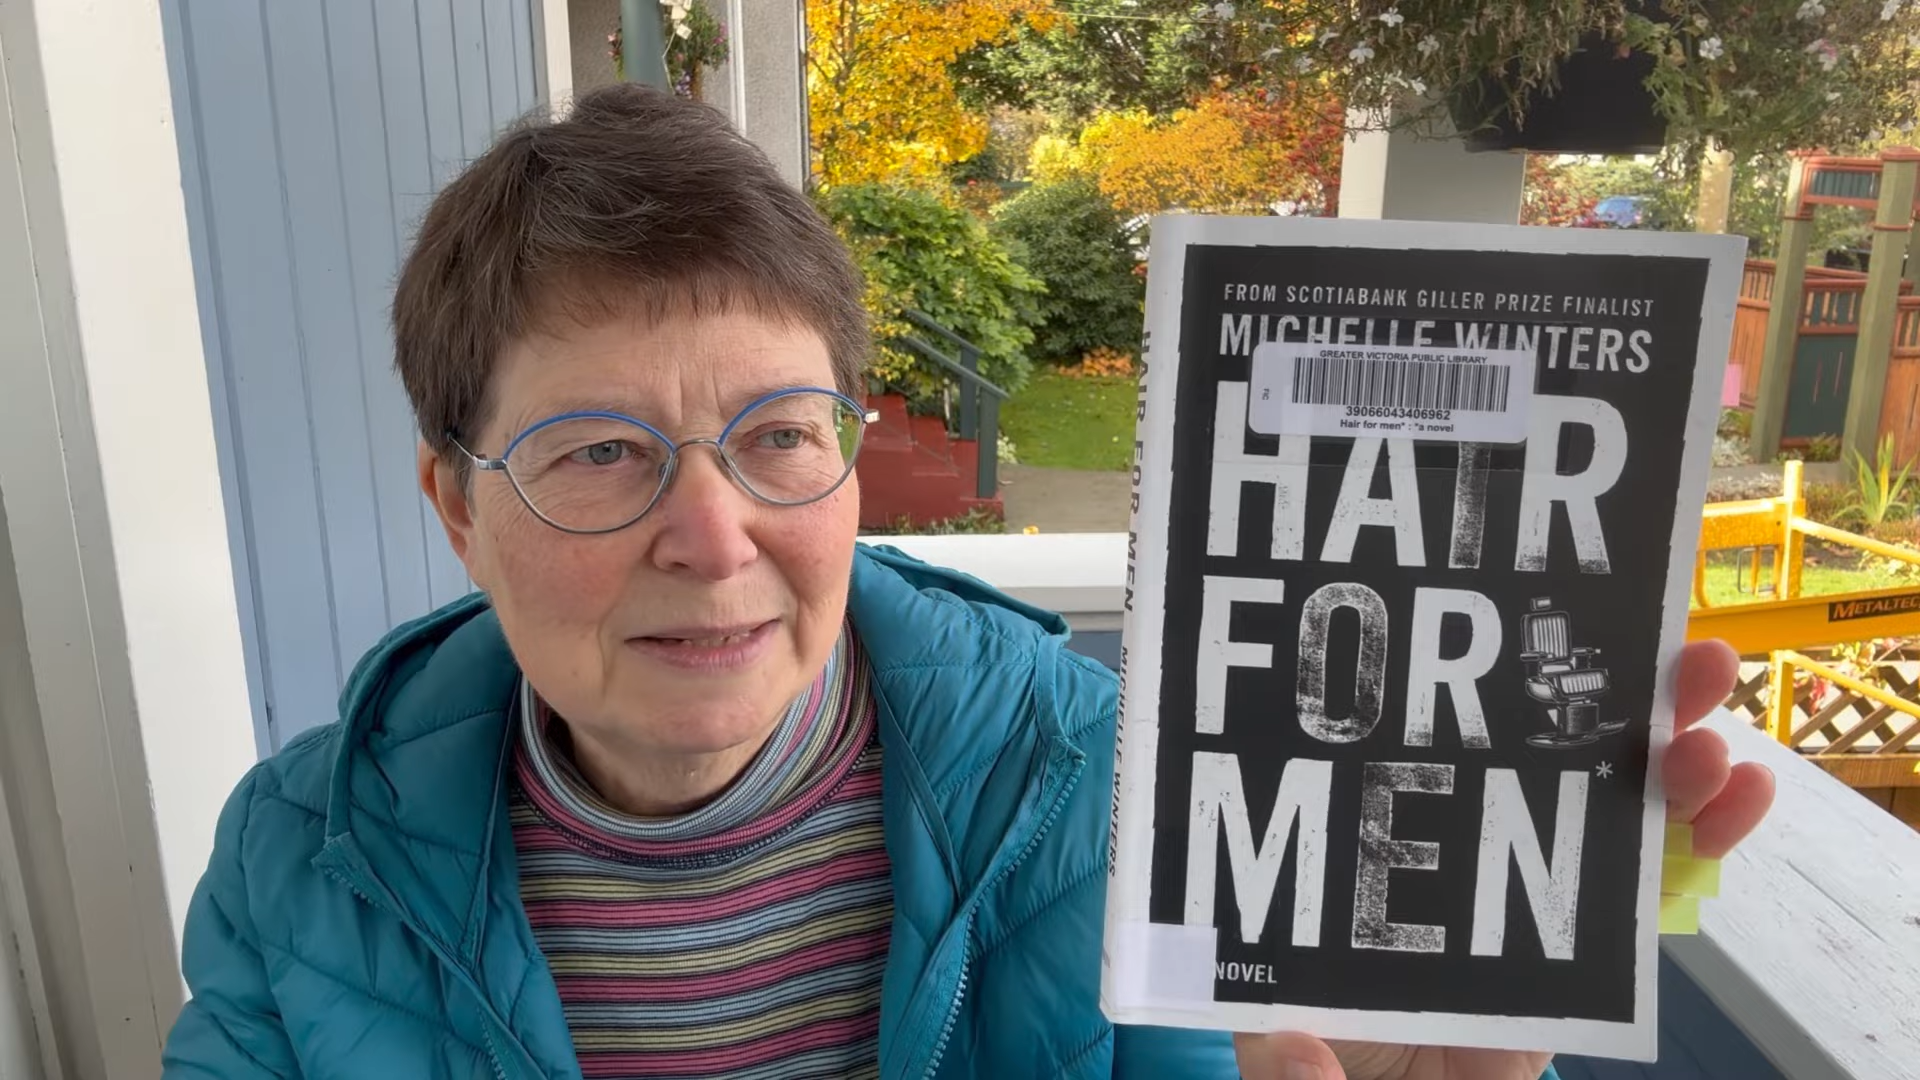 FROM SCOTIABANK GILLER PRIZE FINALIST
MICHELLE WINTERS
GREATER VICTORIA PUBLIC LIBRARY
39066043406962
Hair for men* : *a novel
HAIR
FOR
MEN*
NOVEL
HAIR FOR MEN MICHELLE WINTERS
METALTEC